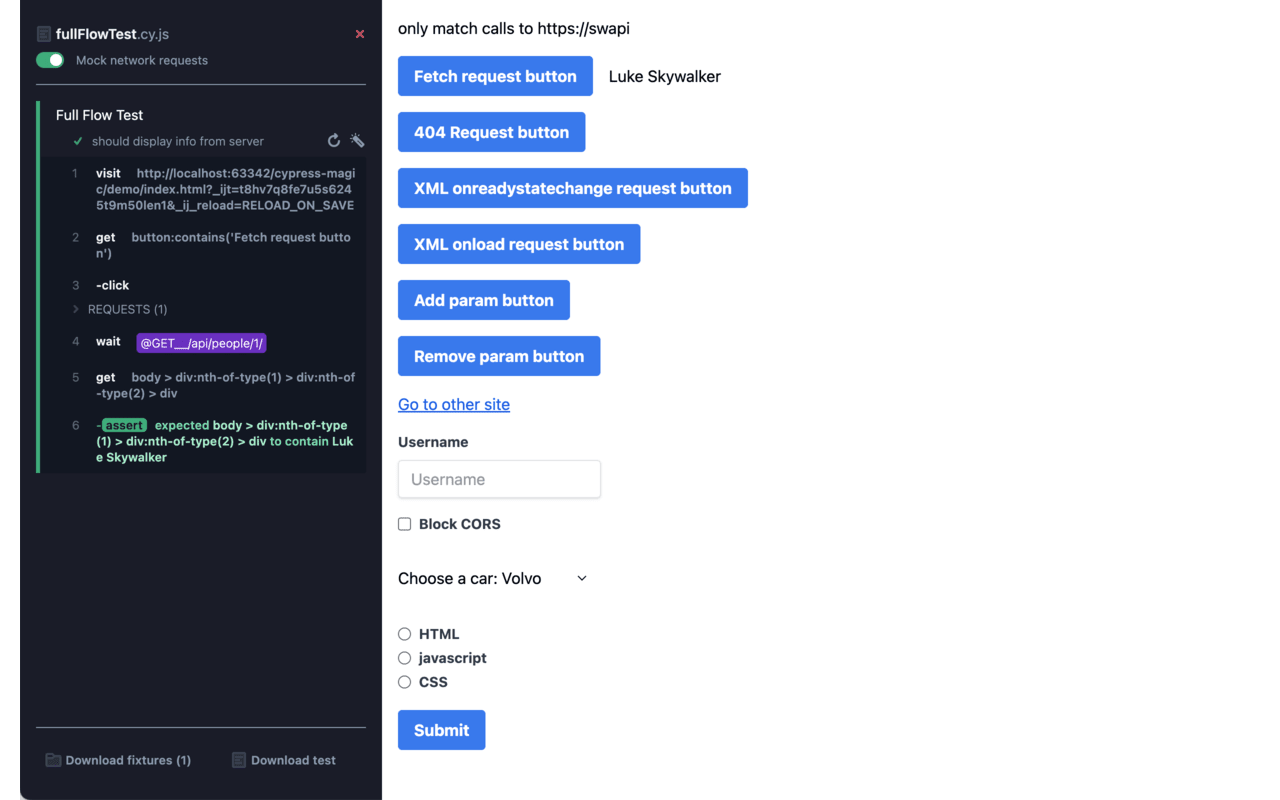 fullFlowTest.cy.js
Mock network requests
Full Flow Test
should display info from server
1 visit http://localhost:63342/cypress-magi
c/demo/index.html?_ijt=t8hv7q8fe7u5s624
5t9m50len1&_ij_reload=RELOAD_ON_SAVE
2 get button:contains('Fetch request butto
n')
3 -click
REQUESTS (1)
4 wait @GET__/api/people/1/
5 get body > div:nth-of-type(1) > div:nth-of
-type(2) > div
6 -assert expected body > div:nth-of-type
(1) > div:nth-of-type(2) > div to contain Luk
e Skywalker
Download fixtures (1) Download test
only match calls to https://swapi
Fetch request button Luke Skywalker
404 Request button
XML onreadystatechange request button
XML onload request button
Add param button
Remove param button
Go to other site
Username
Username
Block CORS
Choose a car: Volvo
HTML
javascript
CSS
Submit